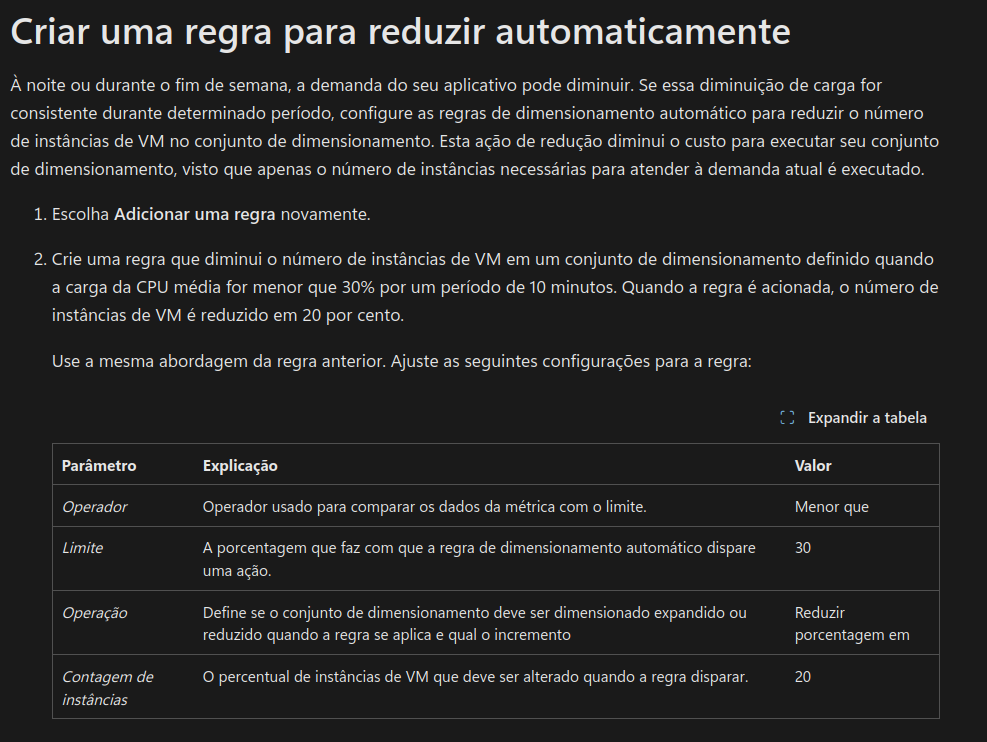 Criar uma regra para reduzir automaticamente
À noite ou durante o fim de semana, a demanda do seu aplicativo pode diminuir. Se essa diminuição de carga for
consistente durante determinado período, configure as regras de dimensionamento automático para reduzir o número
de instâncias de VM no conjunto de dimensionamento. Esta ação de redução diminui o custo para executar seu conjunto
de dimensionamento, visto que apenas o número de instâncias necessárias para atender à demanda atual é executado.
1. Escolha Adicionar uma regra novamente.
2. Crie uma regra que diminui o número de instâncias de VM em um conjunto de dimensionamento definido quando
a carga da CPU média for menor que 30% por um período de 10 minutos. Quando a regra é acionada, o número de
instâncias de VM é reduzido em 20 por cento.
Use a mesma abordagem da regra anterior. Ajuste as seguintes configurações para a regra:
Expandir a tabela
Parâmetro Explicação Valor
Operador Operador usado para comparar os dados da métrica com o limite. Menor que
Limite A porcentagem que faz com que a regra de dimensionamento automático dispare 30
uma ação.
Operação Define se o conjunto de dimensionamento deve ser dimensionado expandido ou Reduzir
reduzido quando a regra se aplica e qual o incremento porcentagem em
Contagem de O percentual de instâncias de VM que deve ser alterado quando a regra disparar. 20
instâncias